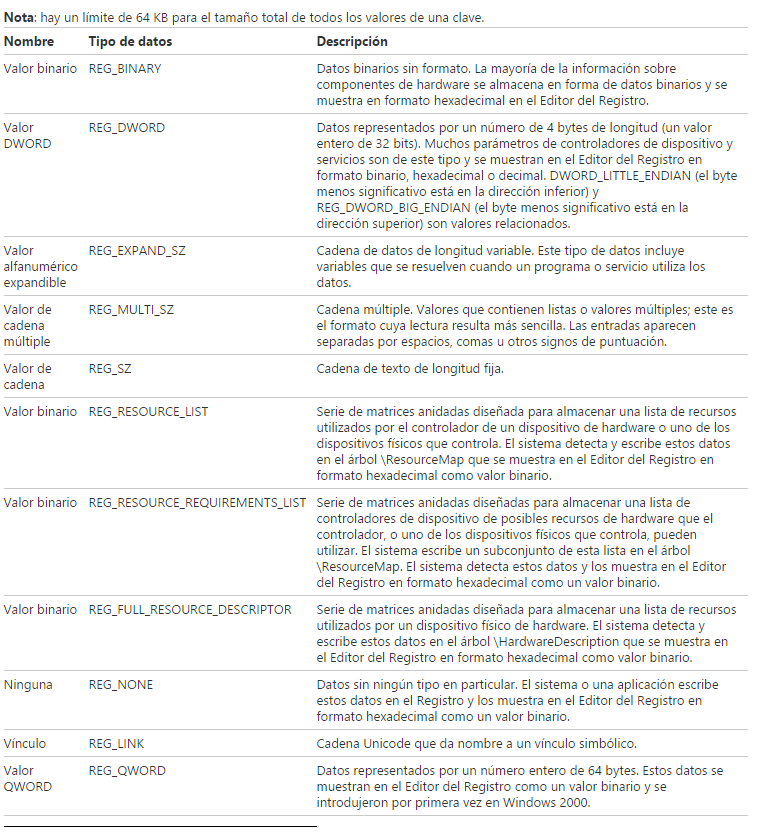 Nota: hay un límite de 64 KB para el tamaño total de todos los valores de una clave.
Nombre Tipo de datos Descripción
Valor binario REG_BINARY Datos binarios sin formato. La mayoría de la información sobre
componentes de hardware se almacena en forma de datos binarios y se
muestra en formato hexadecimal en el Editor del Registro.
Valor REG_DWORD Datos representados por un número de 4 bytes de longitud (un valor
DWORD entero de 32 bits). Muchos parámetros de controladores de dispositivo y
servicios son de este tipo y se muestran en el Editor del Registro en
formato binario, hexadecimal o decimal. DWORD_LITTLE_ENDIAN (el byte
menos significativo está en la dirección inferior) y
REG_DWORD_BIG_ENDIAN (el byte menos significativo está en la
dirección superior) son valores relacionados.
Valor REG_EXPAND_SZ Cadena de datos de longitud variable. Este tipo de datos incluye
alfanumérico variables que se resuelven cuando un programa o servicio utiliza los
expandible datos.
Valor de REG_MULTI_SZ Cadena múltiple. Valores que contienen listas o valores múltiples; este es
cadena el formato cuya lectura resulta más sencilla. Las entradas aparecen
múltiple separadas por espacios, comas u otros signos de puntuación.
Valor de REG_SZ Cadena de texto de longitud fija.
cadena
Valor binario REG_RESOURCE_LIST Serie de matrices anidadas diseñada para almacenar una lista de recursos
utilizados por el controlador de un dispositivo de hardware o uno de los
dispositivos físicos que controla. El sistema detecta y escribe estos datos
en el árbol \ResourceMap que se muestra en el Editor del Registro en
formato hexadecimal como valor binario.
Valor binario REG_RESOURCE_REQUIREMENTS_LIST Serie de matrices anidadas diseñadas para almacenar una lista de
controladores de dispositivo de posibles recursos de hardware que el
controlador, o uno de los dispositivos físicos que controla, pueden
utilizar. El sistema escribe un subconjunto de esta lista en el árbol
\ResourceMap. El sistema detecta estos datos y los muestra en el Editor
del Registro en formato hexadecimal como un valor binario.
Valor binario REG_FULL_RESOURCE_DESCRIPTOR Serie de matrices anidadas diseñada para almacenar una lista de recursos
utilizados por un dispositivo físico de hardware. El sistema detecta y
escribe estos datos en el árbol \HardwareDescription que se muestra en
el Editor del Registro en formato hexadecimal como valor binario.
Ninguna REG_NONE Datos sin ningún tipo en particular. El sistema o una aplicación escribe
estos datos en el Registro y los muestra en el Editor del Registro en
formato hexadecimal como un valor binario.
Vínculo REG_LINK Cadena Unicode que da nombre a un vínculo simbólico.
Valor REG_QWORD Datos representados por un número entero de 64 bytes. Estos datos se
QWORD muestran en el Editor del Registro como un valor binario y se
introdujeron por primera vez en Windows 2000.